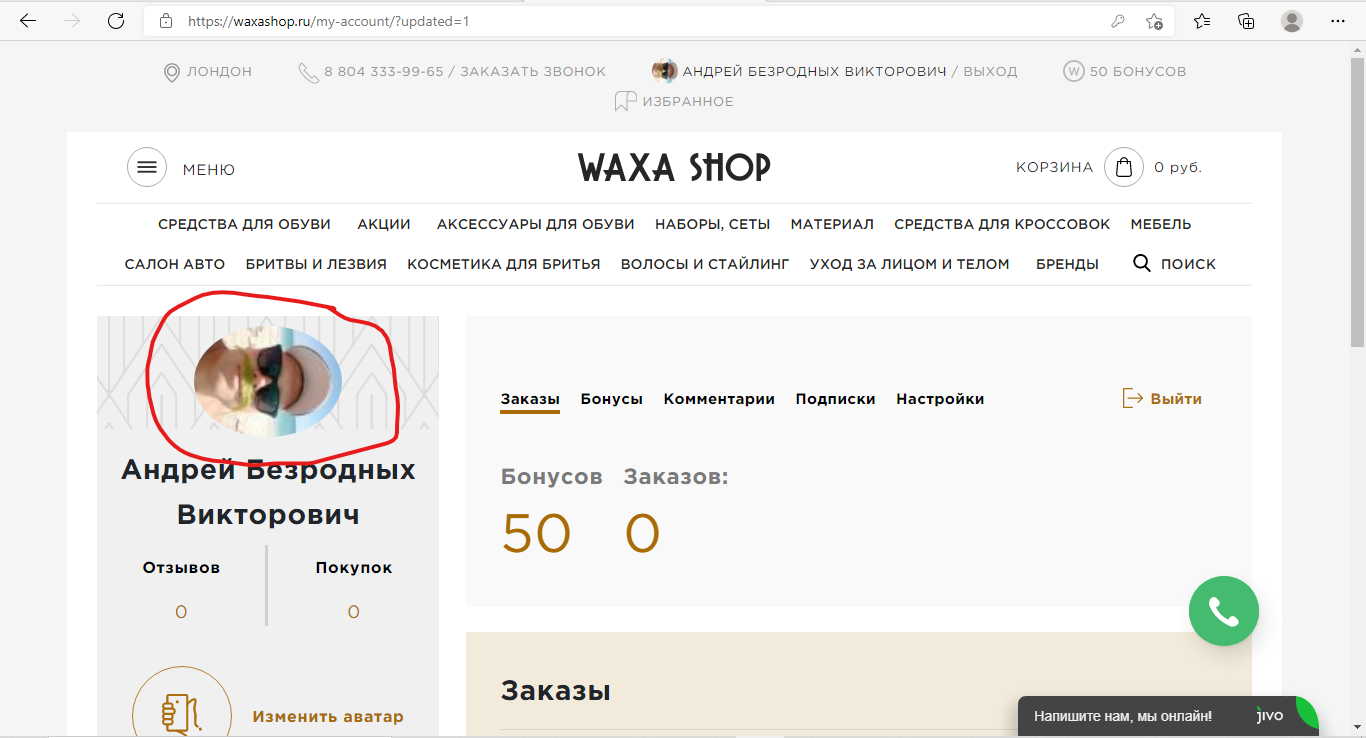 https://waxashop.ru/my-account/?updated=1
ЛОНДОН 8 804 333-99-65 / ЗАКАЗАТЬ ЗВОНОК АНДРЕЙ БЕЗРОДНЫХ ВИКТОРОВИЧ / ВЫХОД W 50 БОНУСОВ
ИЗБРАННОЕ
МЕНЮ WAXA SHOP КОРЗИНА 0 руб.
СРЕДСТВА ДЛЯ ОБУВИ АКЦИИ АКСЕССУАРЫ ДЛЯ ОБУВИ НАБОРЫ, СЕТЫ МАТЕРИАЛ СРЕДСТВА ДЛЯ КРОССОВОК МЕБЕЛЬ
САЛОН АВТО БРИТВЫ И ЛЕЗВИЯ КОСМЕТИКА ДЛЯ БРИТЬЯ ВОЛОСЫ И СТАЙЛИНГ УХОД ЗА ЛИЦОМ И ТЕЛОМ БРЕНДЫ ПОИСК
Андрей Безродных
Викторович
Отзывов Покупок
0 0
Изменить аватар
Заказы Бонусы Комментарии Подписки Настройки Выйти
Бонусов Заказов:
50 0
Заказы
Напишите нам, мы онлайн! jivo